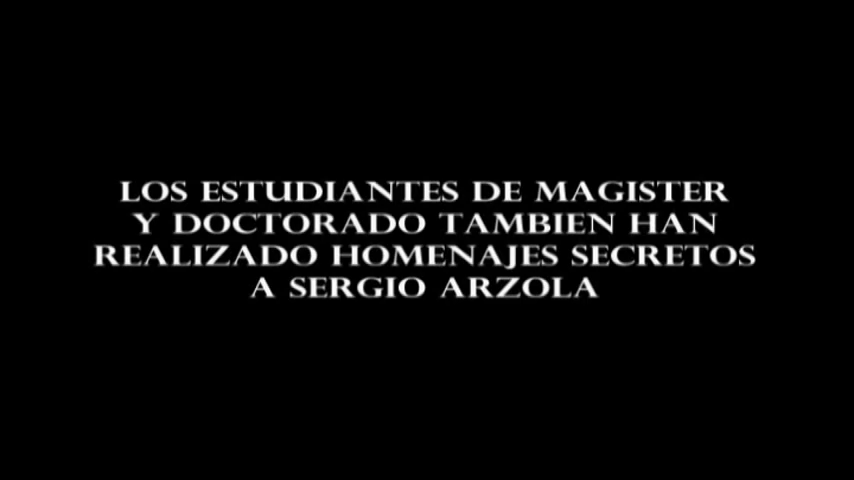 LOS ESTUDIANTES DE MAGISTER
Y DOCTORADO TAMBIEN HAN
REALIZADO HOMENAJES SECRETOS
A SERGIO ARZOLA